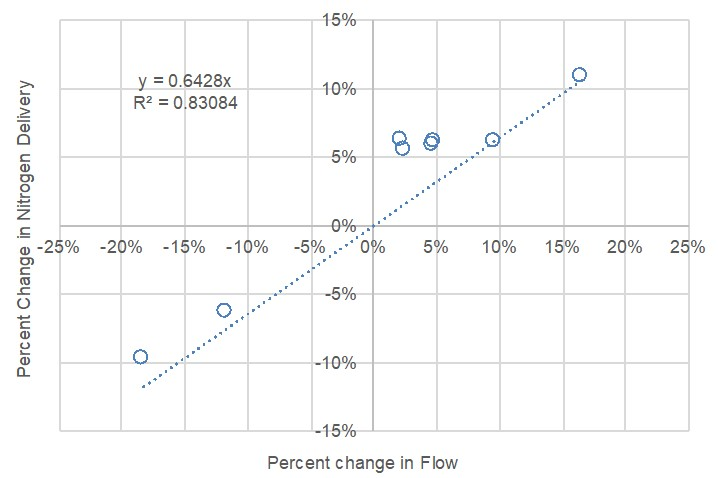 15%
y = 0.6428x
R² = 0.83084
10%
5%
0%
-25% -20% -15% -10% -5% 0% 5% 10% 15% 20% 25%
-5%
-10%
-15%
Percent Change in Nitrogen Delivery
Percent change in Flow